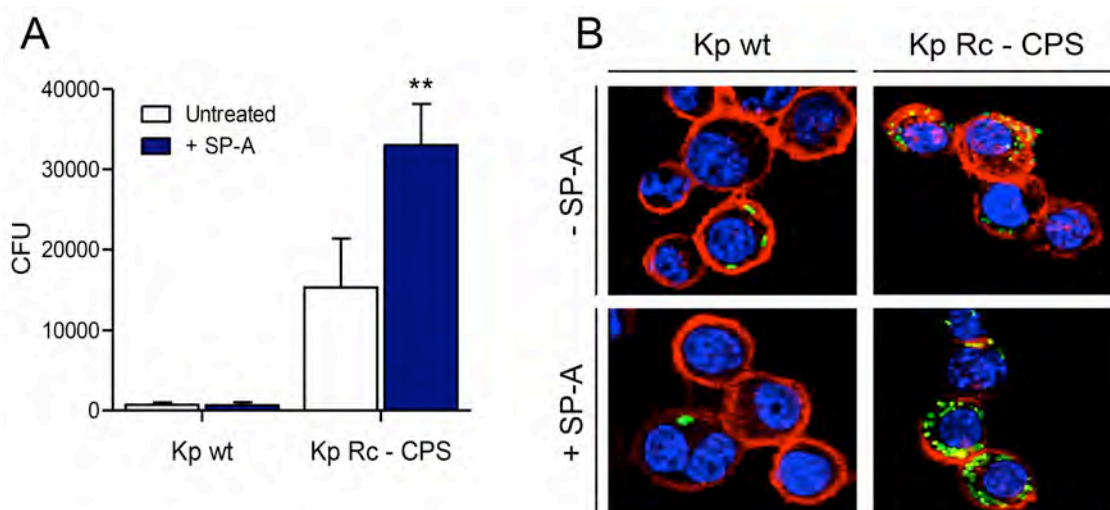 A
40000
30000
20000
10000
0
CFU
Untreated
+ SP-A
**
Kp wt
Kp Rc - CPS
B
Kp wt
Kp Rc - CPS
- SP-A
+ SP-A